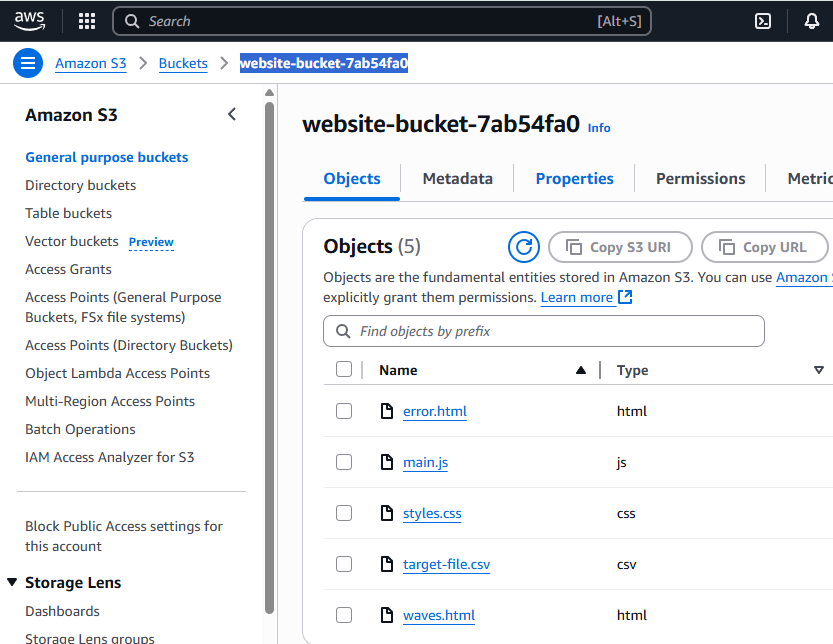 aws
Search [Alt+S]
Amazon S3 > Buckets > website-bucket-7ab54fa0
Amazon S3
General purpose buckets
Directory buckets
Table buckets
Vector buckets Preview
Access Grants
Access Points (General Purpose
Buckets, FSx file systems)
Access Points (Directory Buckets)
Object Lambda Access Points
Multi-Region Access Points
Batch Operations
IAM Access Analyzer for S3
Block Public Access settings for
this account
Storage Lens
Dashboards
Storage Lens groups
website-bucket-7ab54fa0 Info
Objects Metadata Properties Permissions Metric
Objects (5) Copy S3 URI Copy URL
Objects are the fundamental entities stored in Amazon S3. You can use Amazon
explicitly grant them permissions. Learn more
Find objects by prefix
Name Type
error.html html
main.js js
styles.css css
target-file.csv csv
waves.html html